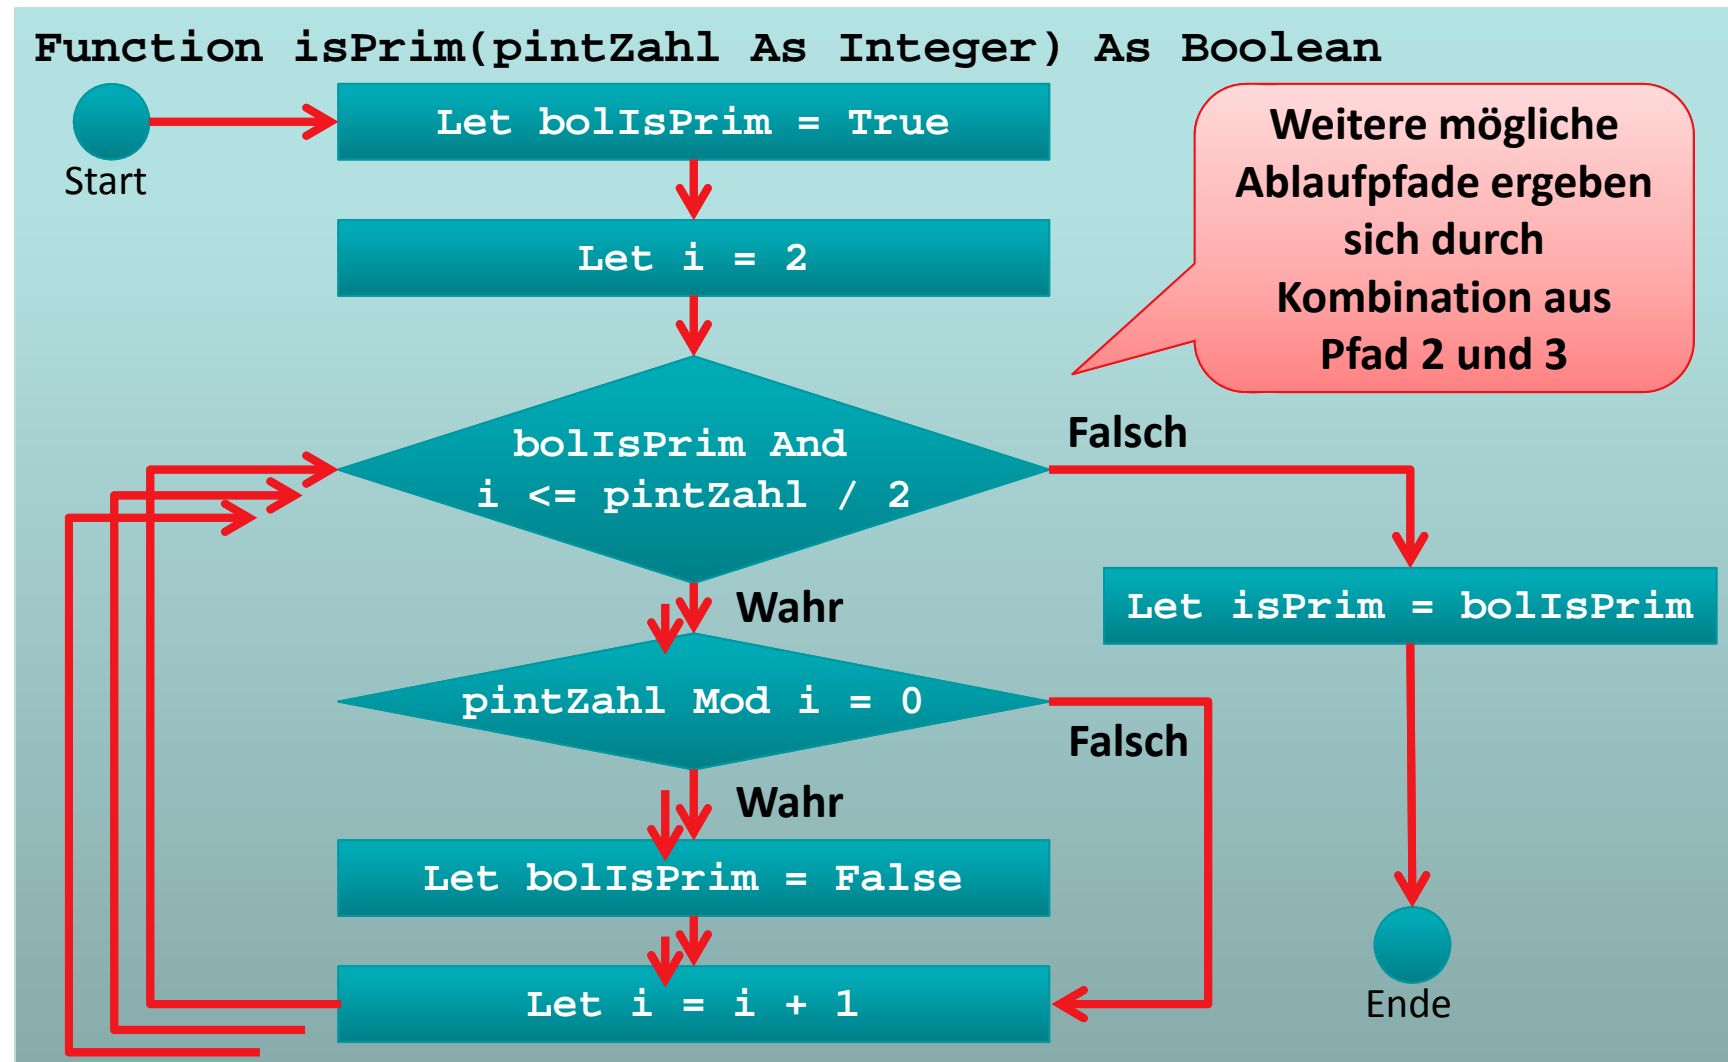 Function isPrim(pintZahl As Integer) As Boolean
Start
Let bolIsPrim = True
Let i = 2
Weitere mögliche
Ablaufpfade ergeben
sich durch
Kombination aus
Pfad 2 und 3
bolIsPrim And
i <= pintZahl / 2
Falsch
Wahr
Let isPrim = bolIsPrim
pintZahl Mod i = 0
Falsch
Wahr
Let bolIsPrim = False
Let i = i + 1
Ende